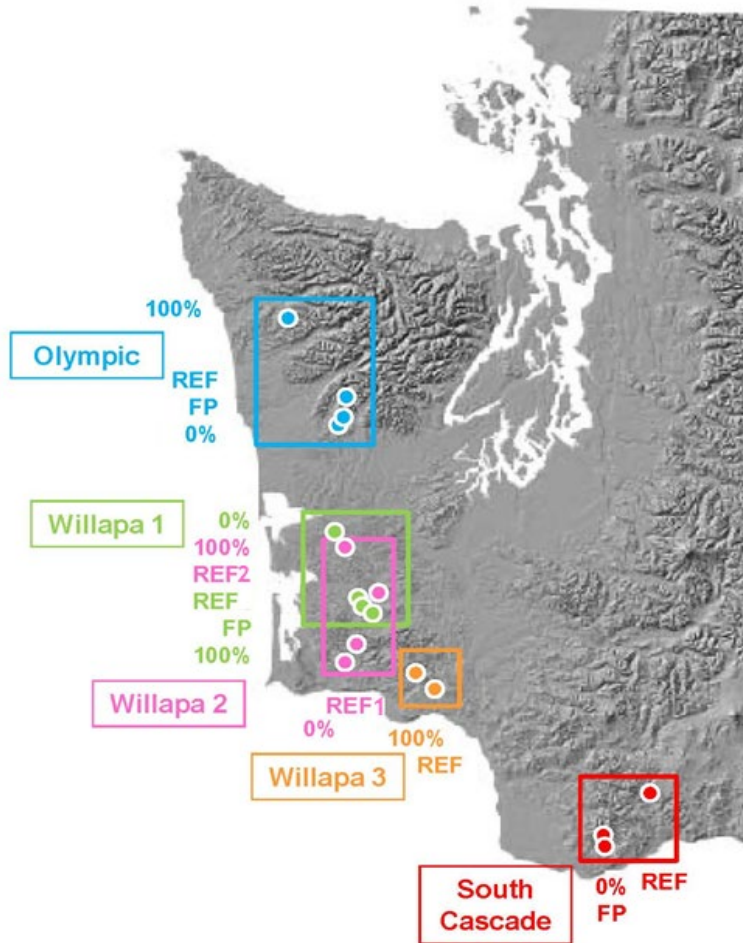 100%
Olympic
REF
FP
0%
Willapa 1
0%
100%
REF2
REF
FP
100%
Willapa 2
REF1
0%
100%
Willapa 3
REF
South
Cascade
0%
REF
FP